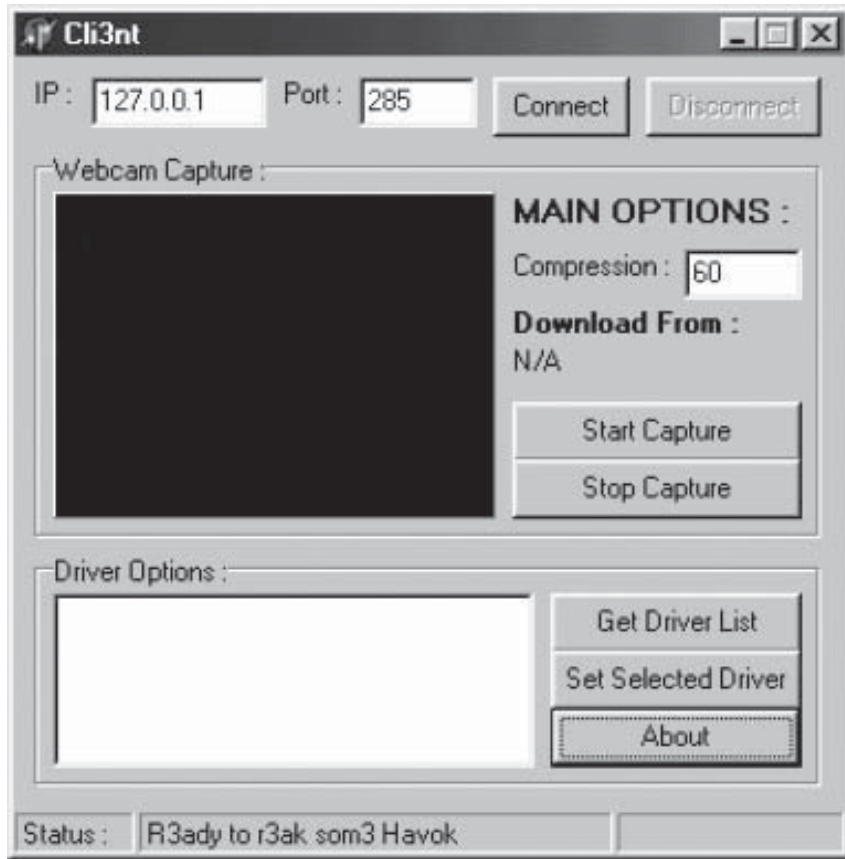 Cli3nt
IP : 127.0.0.1 Port : 285 Connect Disconnect
Webcam Capture :
MAIN OPTIONS :
Compression : 60
Download From :
N/A
Start Capture
Stop Capture
Driver Options :
Get Driver List
Set Selected Driver
About
Status : R3ady to r3ak som3 Havok